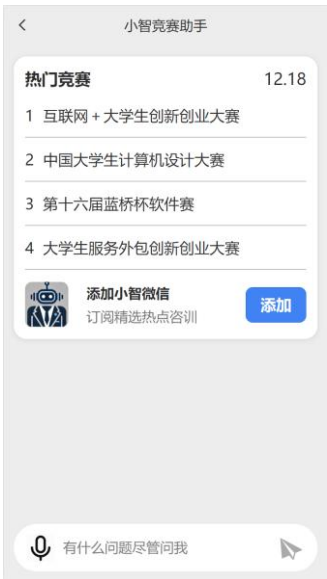 小智竞赛助手
热门竞赛 12.18
1 互联网+大学生创新创业大赛
2 中国大学生计算机设计大赛
3 第十六届蓝桥杯软件赛
4 大学生服务外包创新创业大赛
添加小智微信
订阅精选热点咨训
添加
有什么问题尽管问我